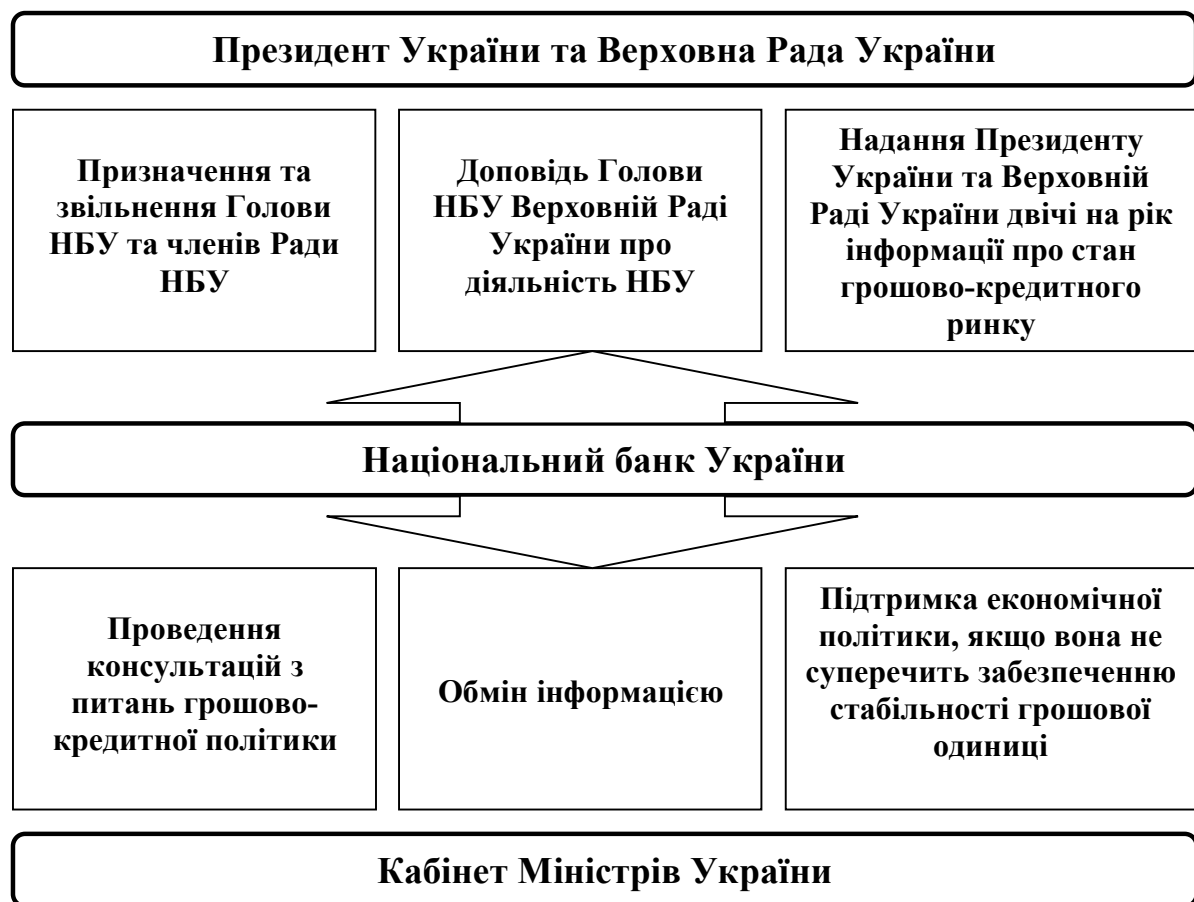 Президент України та Верховна Рада України
Призначення та
звільнення Голови
НБУ та членів Ради
НБУ
Доповідь Голови
НБУ Верховній Раді
України про
діяльність НБУ
Надання Президенту
України та Верховній
Раді України двічі на рік
інформації про стан
грошово-кредитного
ринку
Національний банк України
Проведення
консультацій з
питань грошово-
кредитної політики
Обмін інформацією
Підтримка економічної
політики, якщо вона не
суперечить забезпеченню
стабільності грошової
одиниці
Кабінет Міністрів України